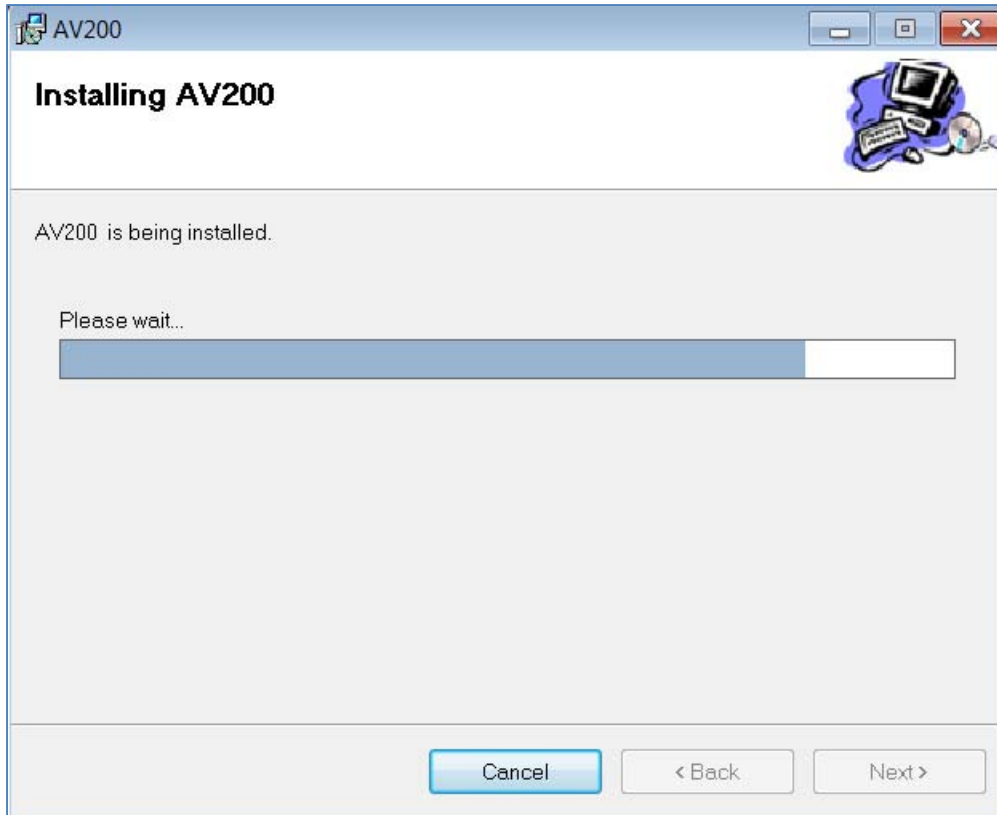 AV200
Installing AV200
AV200 is being installed.
Please wait...
Cancel
< Back
Next >